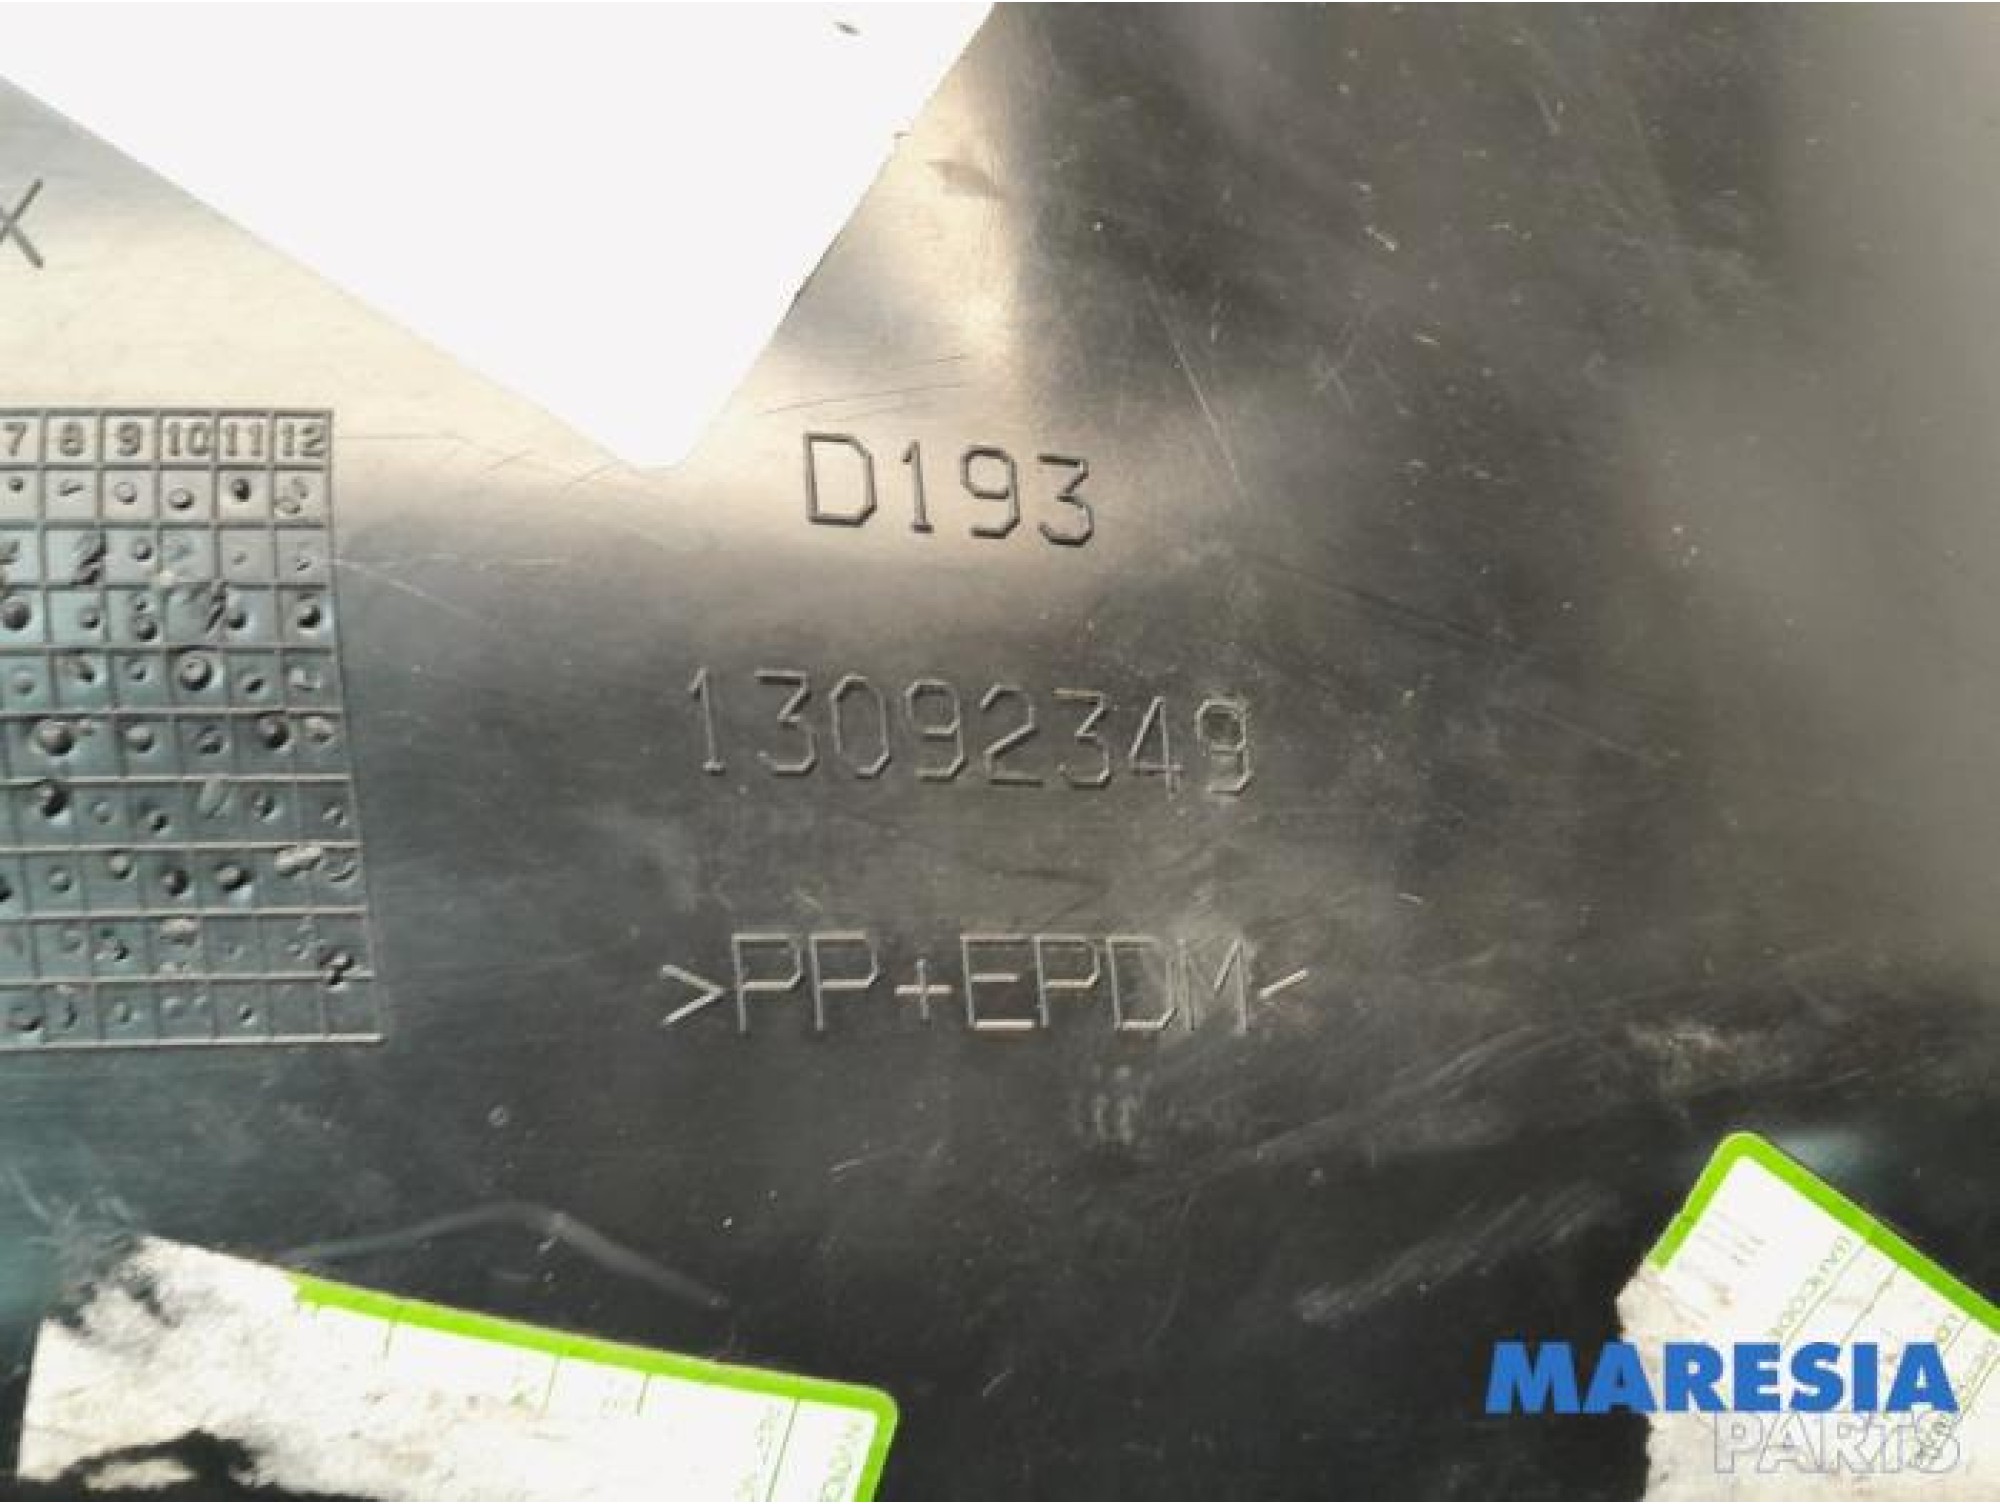 X
7 8 9 10 11 12
D193
13092349
>PP+EPDM<
MARESIA
PARTS